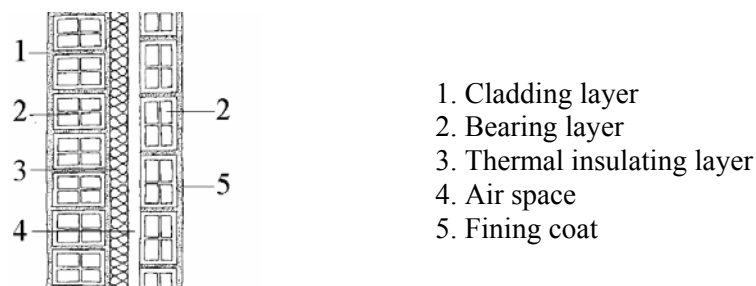 1
2
2
3
5
4
1. Cladding layer
2. Bearing layer
3. Thermal insulating layer
4. Air space
5. Fining coat